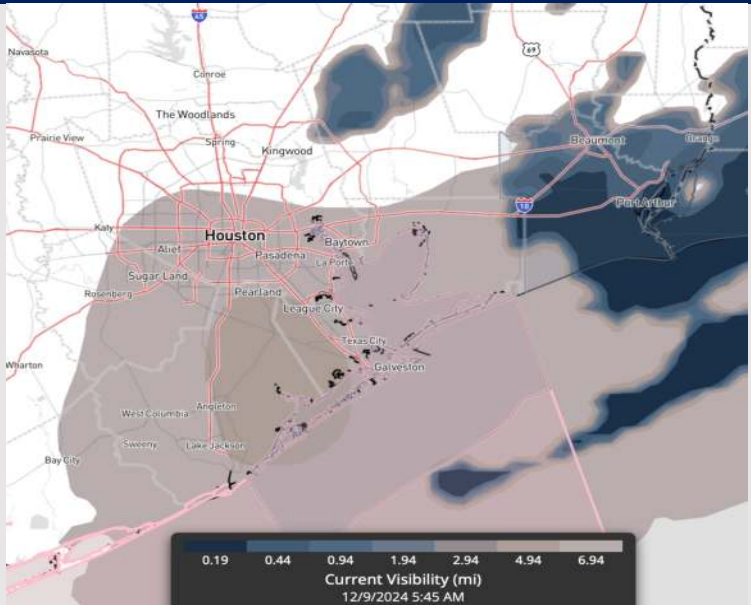 45
Navasota
69
Conroe
The Woodlands
Prairie View
Spring
Kingwood
Beaumont
Orange
10
Port Arthur
Katy
Houston
Baytown
Alief
Pasadena
La Porte
Sugar Land
Rosenberg
Pearland
League City
Texas City
Wharton
Galveston
West Columbia
Angleton
Sweeny
Lake Jackson
Bay City
0.19 0.44 0.94 1.94 2.94 4.94 6.94
Current Visibility (mi)
12/9/2024 5:45 AM